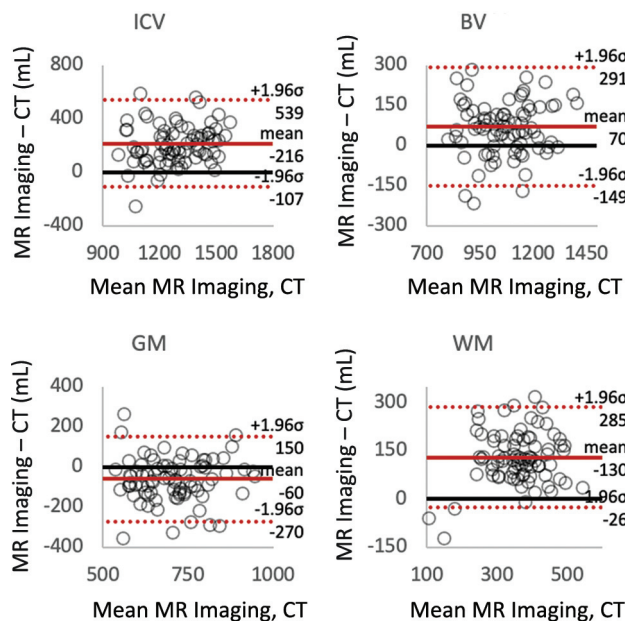 ICV
MR Imaging – CT (mL)
800
400
0
-400
900 1200 1500 1800
+1.96σ
539
mean
-216
-1.96σ
-107
Mean MR Imaging, CT
BV
MR Imaging – CT (mL)
300
150
0
-150
-300
700 950 1200 1450
+1.96σ
291
mean
70
-1.96σ
-149
Mean MR Imaging, CT
GM
MR Imaging – CT (mL)
400
200
0
-200
-400
500 750 1000
+1.96σ
150
mean
-60
-1.96σ
-270
Mean MR Imaging, CT
WM
MR Imaging – CT (mL)
300
150
0
-150
100 300 500
+1.96σ
285
mean
-130
-1.96σ
-26
Mean MR Imaging, CT